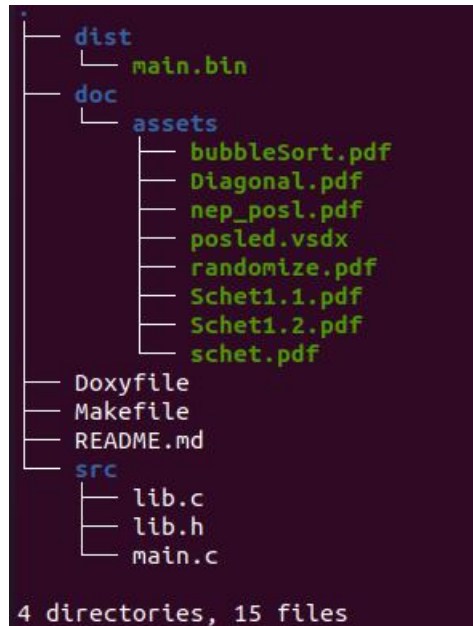 .
├── dist
│   └── main.bin
├── doc
│   └── assets
│       ├── bubbleSort.pdf
│       ├── Diagonal.pdf
│       ├── nep_posl.pdf
│       ├── posled.vsdx
│       ├── randomize.pdf
│       ├── Schet1.1.pdf
│       ├── Schet1.2.pdf
│       └── schet.pdf
├── Doxyfile
├── Makefile
├── README.md
└── src
    ├── lib.c
    ├── lib.h
    └── main.c
4 directories, 15 files